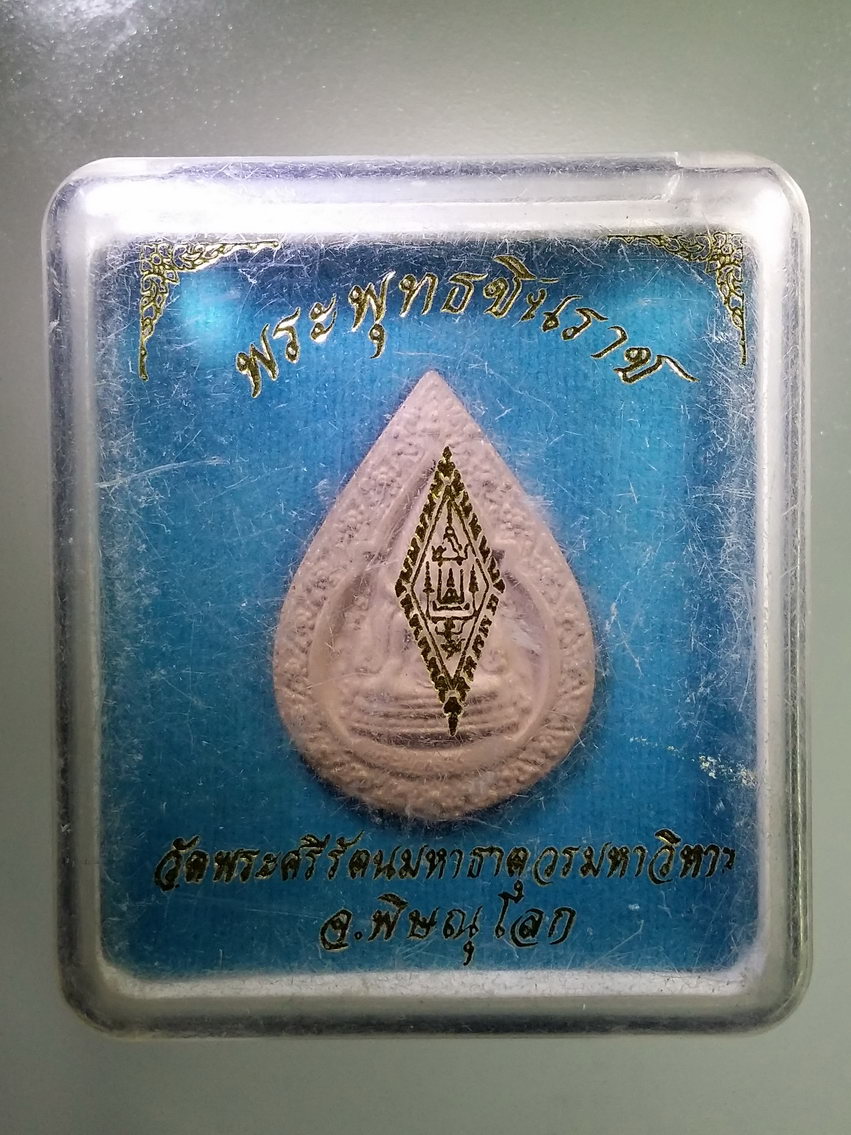 พระพุทธชินราช
วัดพระศรีรัตนมหาธาตุวรมหาวิหาร
จ.พิษณุโลก